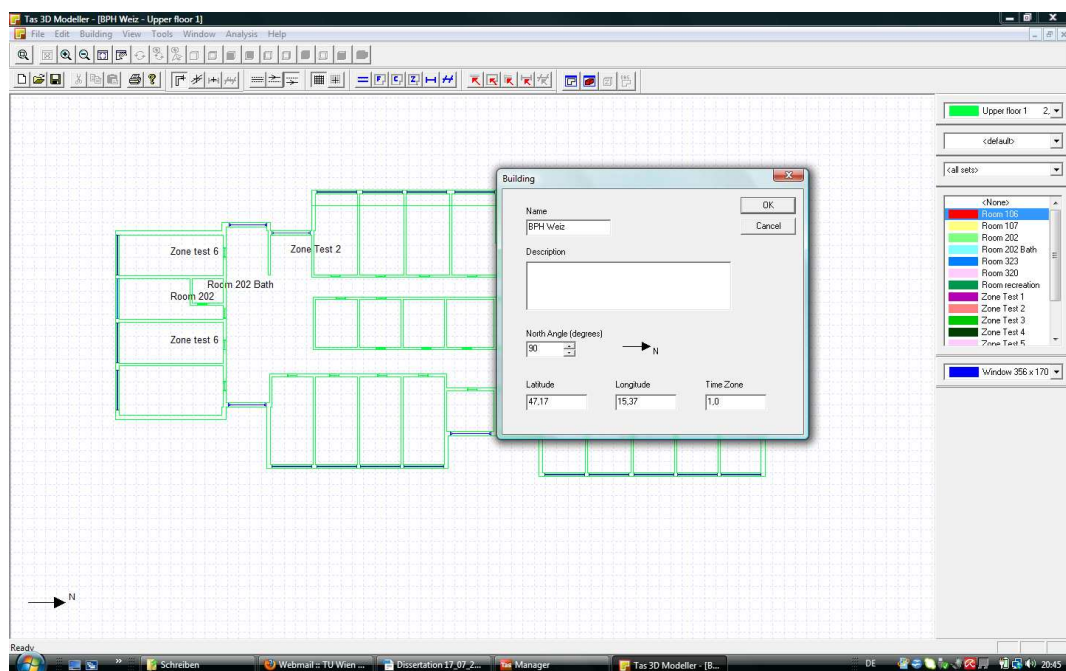 Tas 3D Modeller - [BPH Weiz - Upper floor 1]
File Edit Building View Tools Window Analysis Help
Upper floor 1 2,
<default>
<all sets>
<None>
Room 106
Room 107
Room 202
Room 202 Bath
Room 323
Room 320
Room recreation
Zone Test 1
Zone Test 2
Zone Test 3
Zone Test 4
Zone Test 5
Window 356 x 170
Zone test 6
Zone Test 2
Room 202 Bath
Room 202
Zone test 6
Building
Name
BPH Weiz
OK
Cancel
Description
North Angle (degrees)
90
N
Latitude
Longitude
Time Zone
47,17
15,37
1,0
N
Ready
Schreiben
Webmail :: TU Wien ...
Dissertation 17_07_2...
Manager
Tas 3D Modeller - [B...
DE
20:45